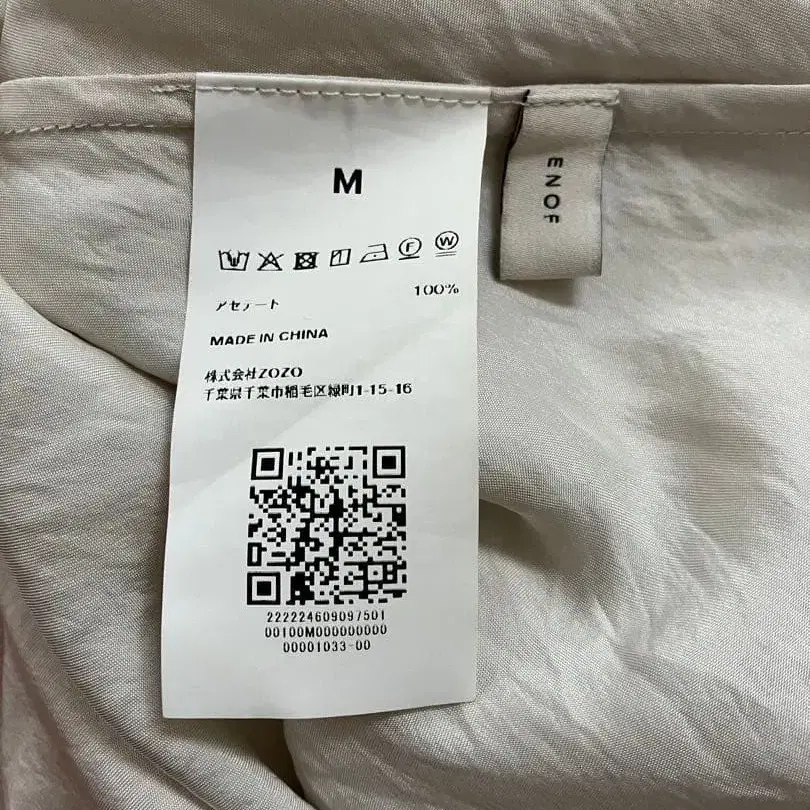 M
F W
アセテート 100%
MADE IN CHINA
株式会社ZOZO
千葉県千葉市稲毛区緑町1-15-16
222224609097501
00100M000000000
00001033-00
ENOF